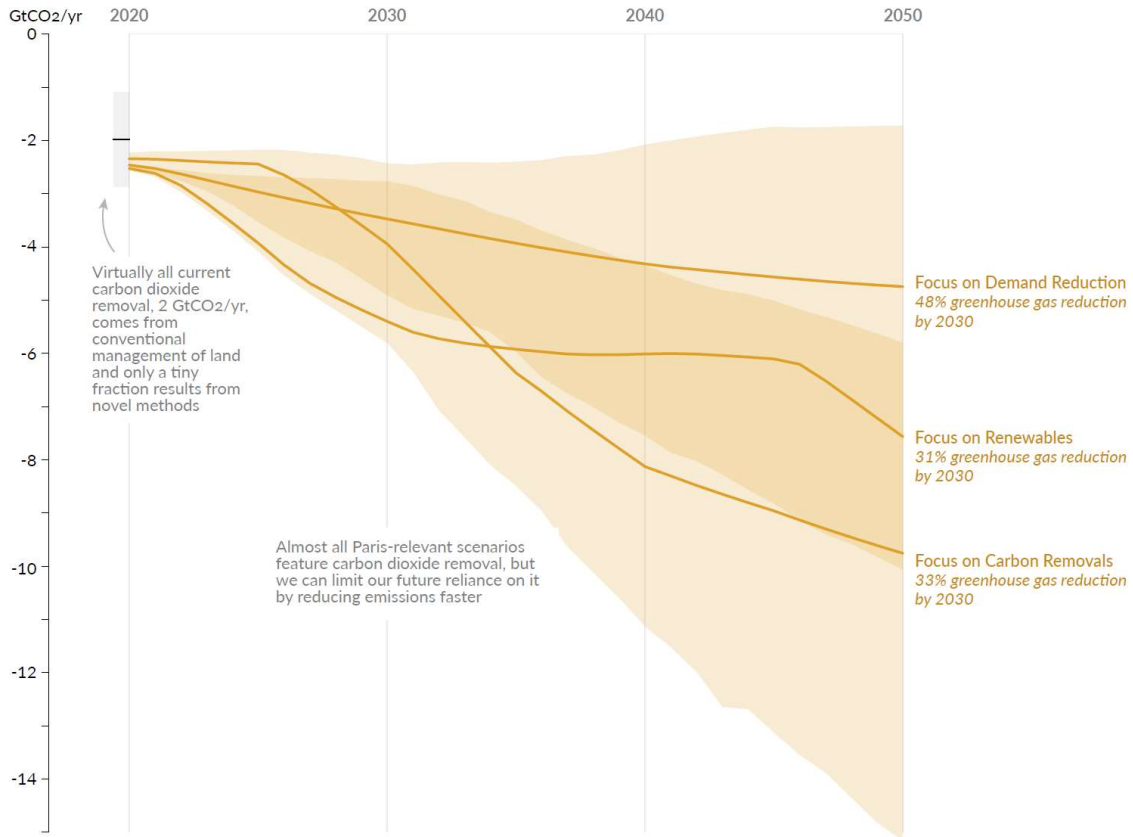 GtCO2/yr
2020
2030
2040
2050
0
-2
-4
-6
-8
-10
-12
-14
Virtually all current
carbon dioxide
removal, 2 GtCO2/yr,
comes from
conventional
management of land
and only a tiny
fraction results from
novel methods
Almost all Paris-relevant scenarios
feature carbon dioxide removal, but
we can limit our future reliance on it
by reducing emissions faster
Focus on Demand Reduction
48% greenhouse gas reduction
by 2030
Focus on Renewables
31% greenhouse gas reduction
by 2030
Focus on Carbon Removals
33% greenhouse gas reduction
by 2030